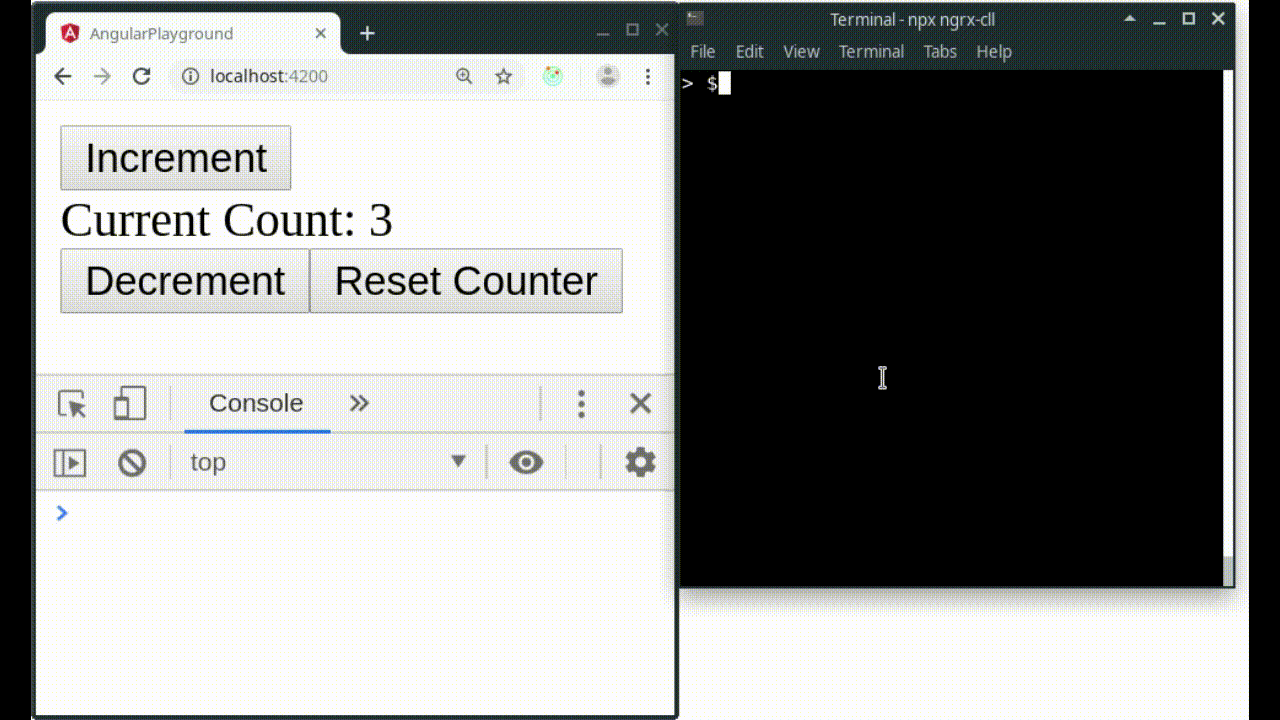 AngularPlayground
localhost:4200
Increment
Current Count: 3
Decrement
Reset Counter
Console
top
Terminal - npx ngrx-cll
File Edit View Terminal Tabs Help
> $